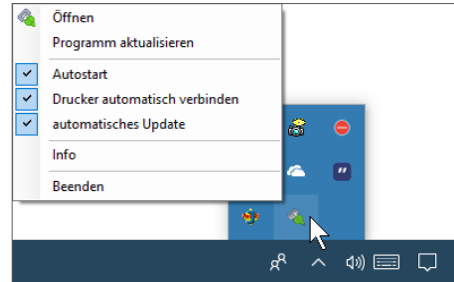 Öffnen
Programm aktualisieren
Autostart
Drucker automatisch verbinden
automatisches Update
Info
Beenden